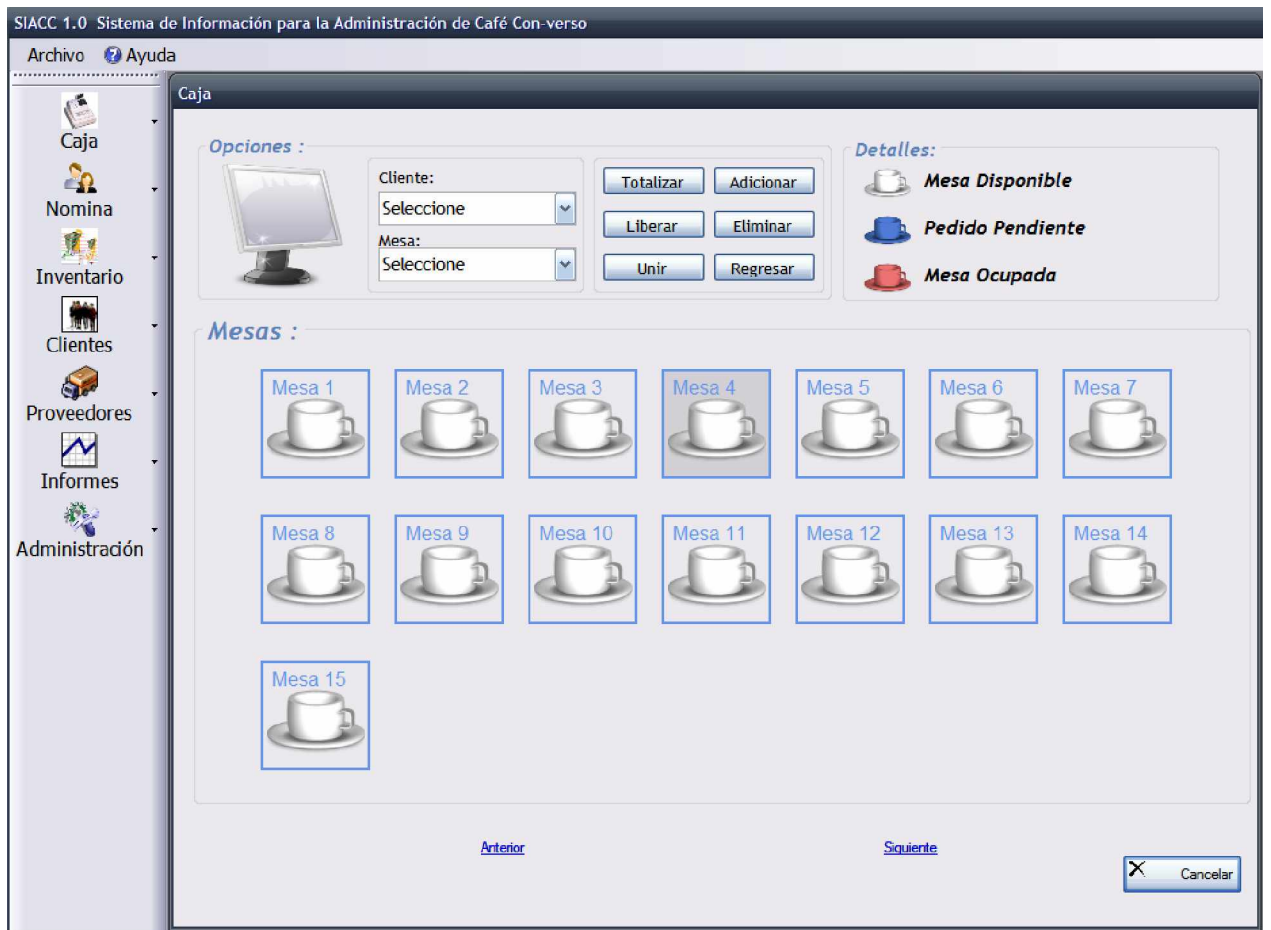 SIACC 1.0 Sistema de Información para la Administración de Café Con-verso
Archivo Ayuda
Caja
Nomina
Inventario
Clientes
Proveedores
Informes
Administración
Caja
Opciones :
Cliente:
Seleccione
Mesa:
Seleccione
Totalizar Adicionar
Liberar Eliminar
Unir Regresar
Detalles:
Mesa Disponible
Pedido Pendiente
Mesa Ocupada
Mesas :
Mesa 1 Mesa 2 Mesa 3 Mesa 4 Mesa 5 Mesa 6 Mesa 7
Mesa 8 Mesa 9 Mesa 10 Mesa 11 Mesa 12 Mesa 13 Mesa 14
Mesa 15
Anterior Siguiente
Cancelar